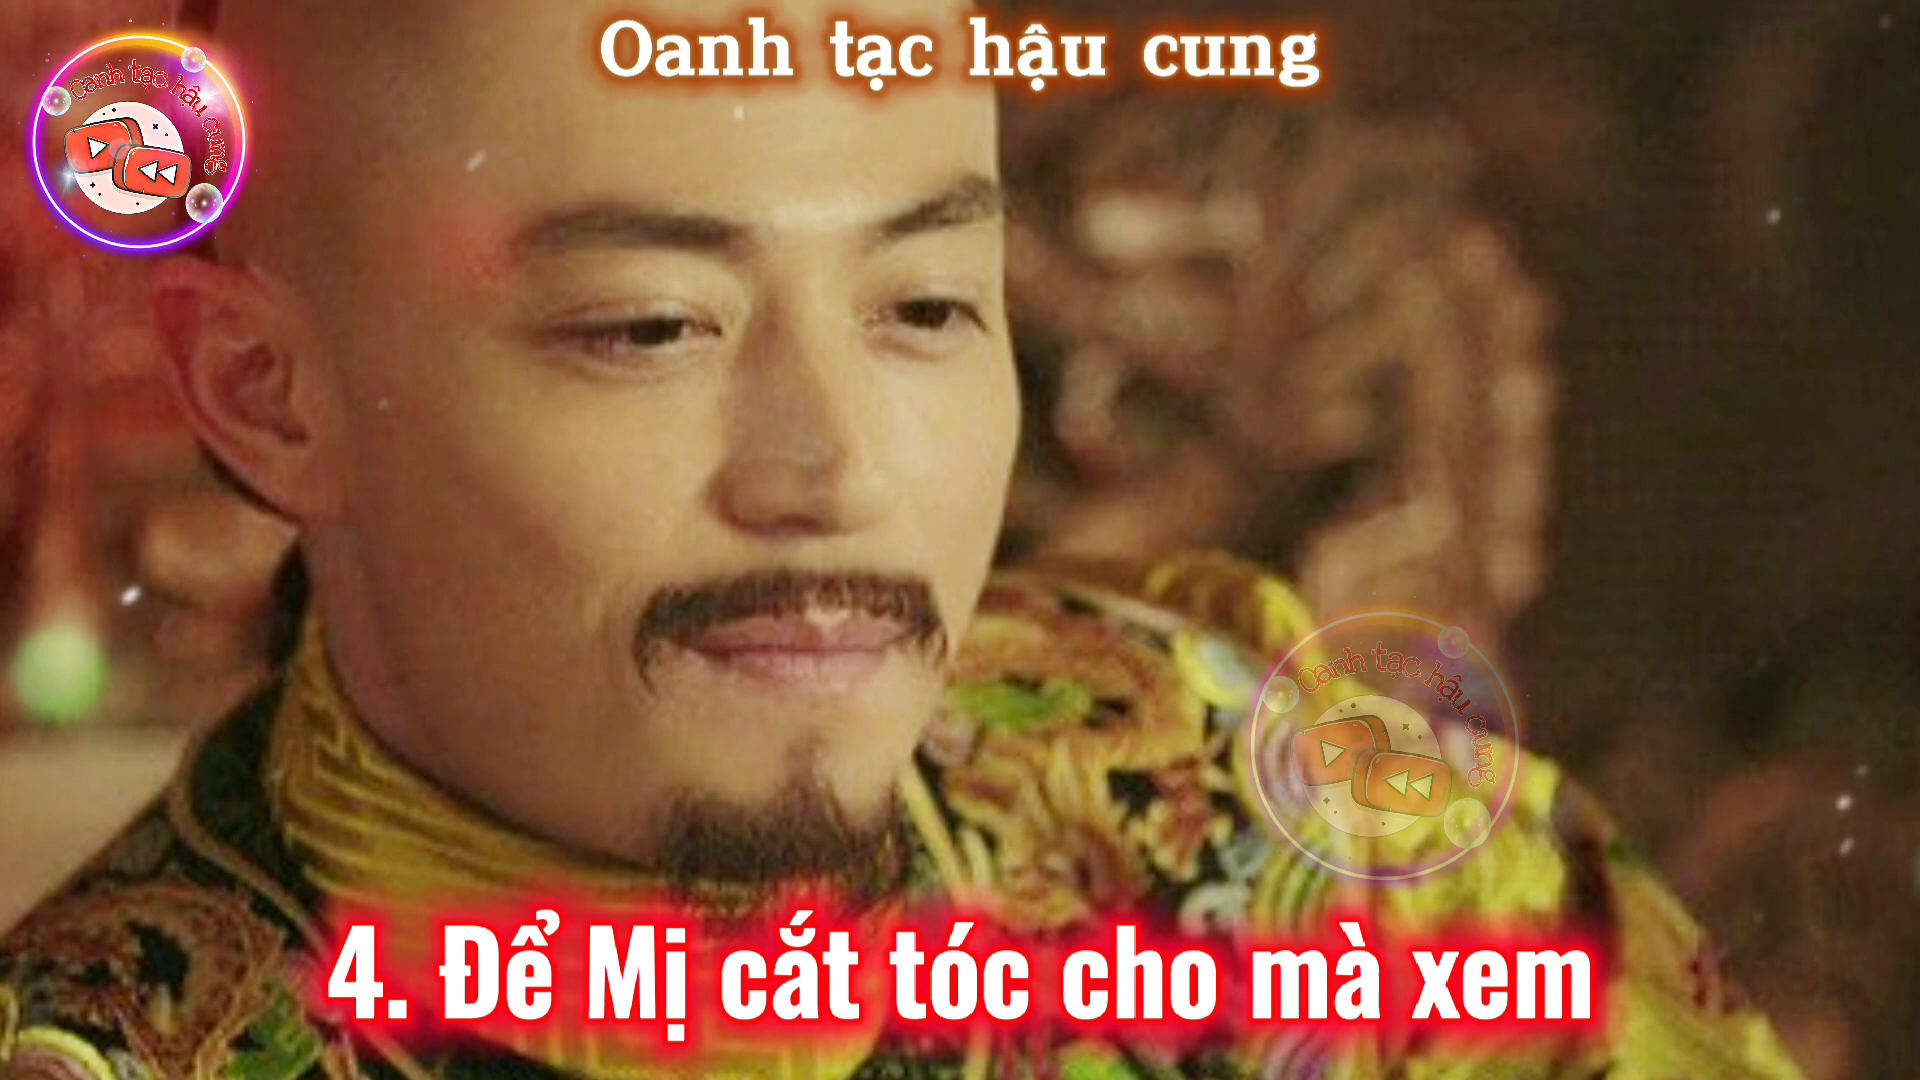 Oanh tạc hậu cung
Oanh tạc hậu cung
Oanh tạc hậu cung
4. Để Mị cắt tóc cho mà xem